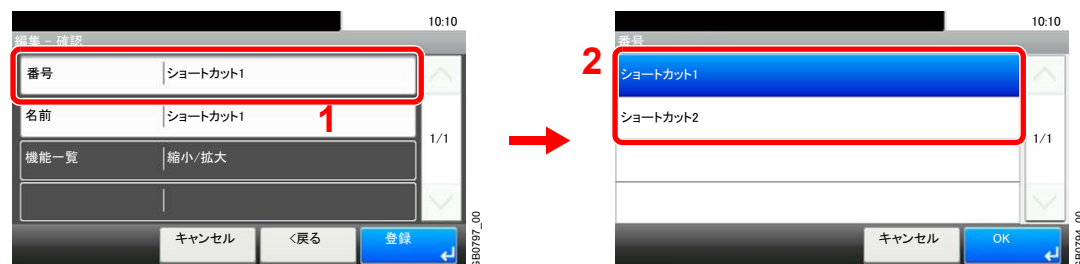 10:10
編集 – 確認
番号 ショートカット1
1
名前 ショートカット1
機能一覧 縮小/拡大
1/1
キャンセル <戻る 登録
GB0797_00
10:10
番号
2
ショートカット1
ショートカット2
1/1
キャンセル OK
GB0794_00